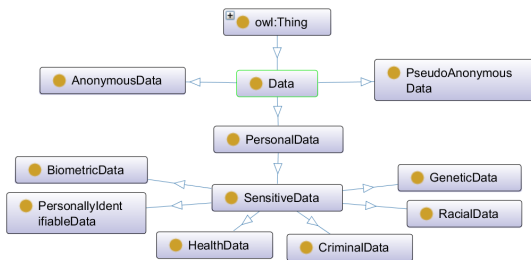 owl:Thing
AnonymousData
Data
PseudoAnonymous
Data
PersonalData
BiometricData
GeneticData
PersonallyIdent
ifiableData
SensitiveData
RacialData
HealthData
CriminalData